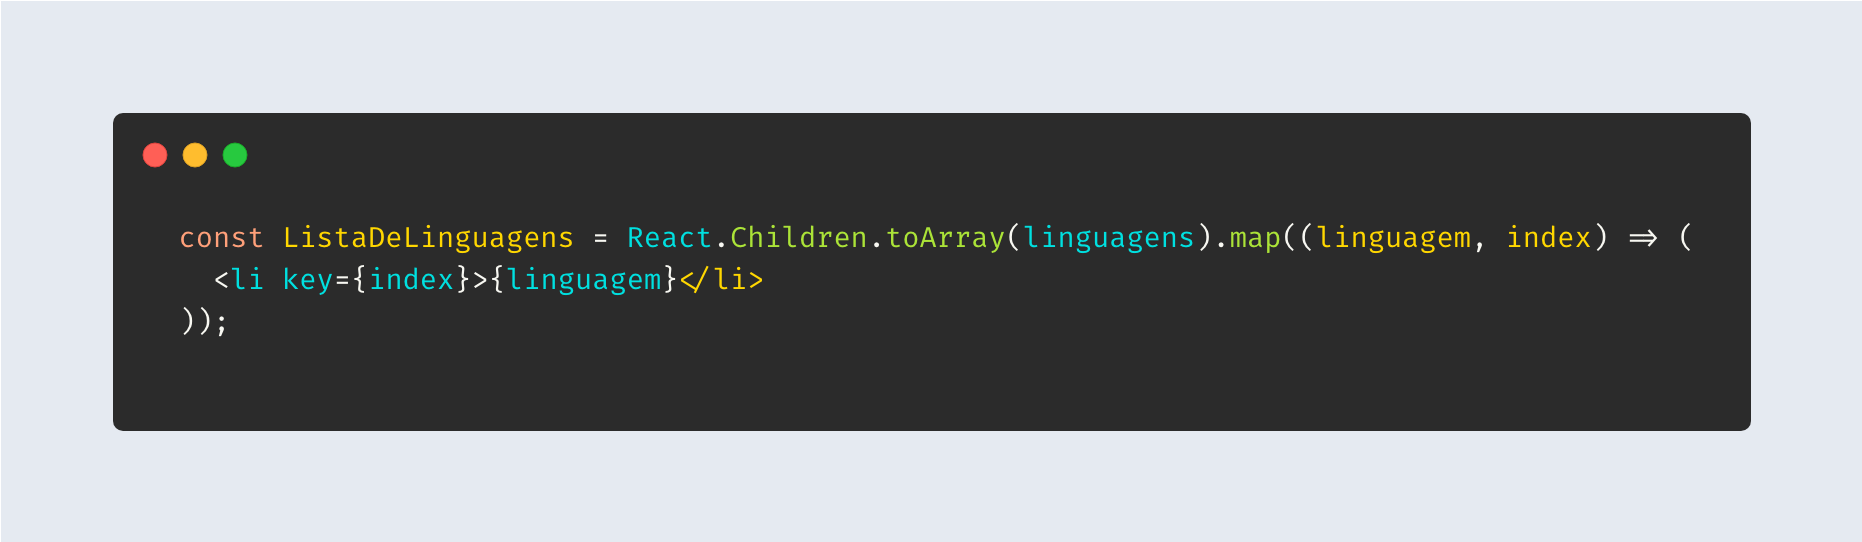 const ListaDeLinguagens = React.Children.toArray(linguagens).map((linguagem, index) => (
  <li key={index}>{linguagem}</li>
));